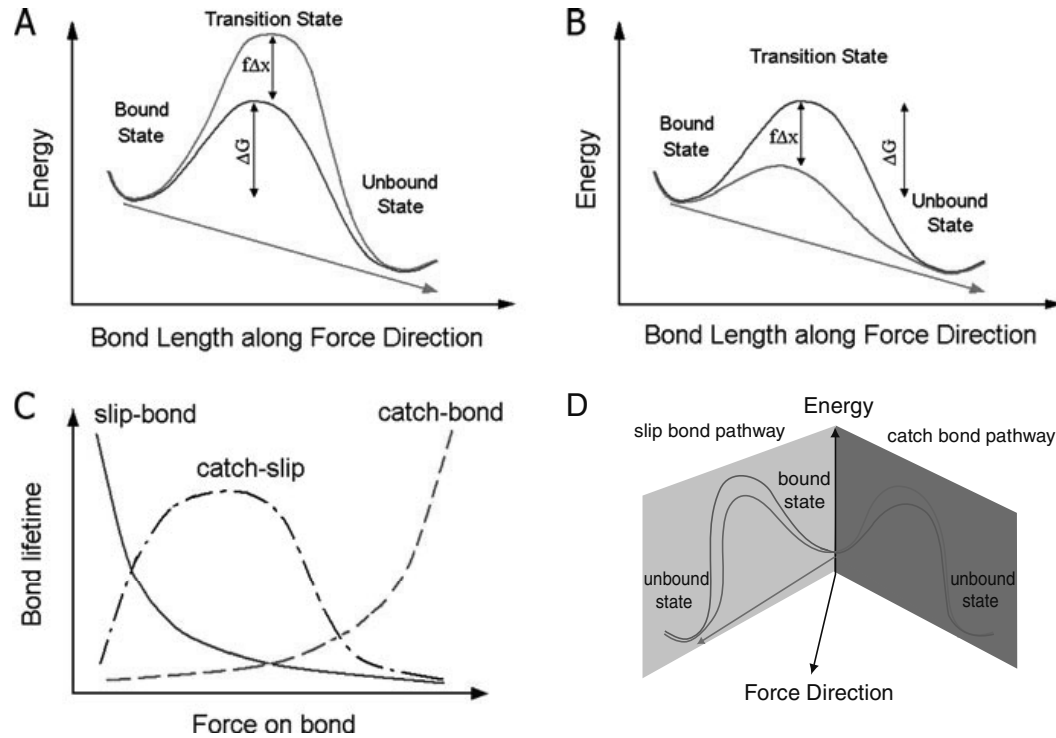 A
Transition State
fΔx
Bound
State
ΔG
Unbound
State
Energy
Bond Length along Force Direction
B
Transition State
Bound
State
fΔx
ΔG
Unbound
State
Energy
Bond Length along Force Direction
C
slip-bond
catch-bond
catch-slip
Bond lifetime
Force on bond
D
Energy
slip bond pathway
catch bond pathway
bound
state
unbound
state
unbound
state
Force Direction